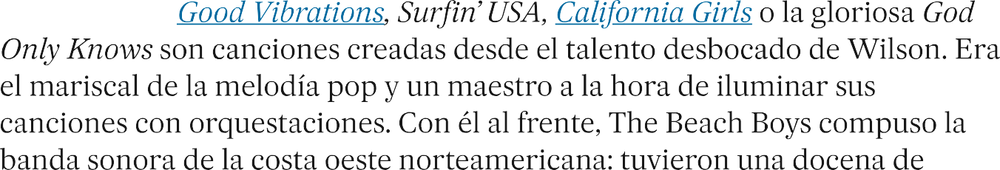 Good Vibrations, Surfin’ USA, California Girls o la gloriosa God
Only Knows son canciones creadas desde el talento desbocado de Wilson. Era
el mariscal de la melodía pop y un maestro a la hora de iluminar sus
canciones con orquestaciones. Con él al frente, The Beach Boys compuso la
banda sonora de la costa oeste norteamericana: tuvieron una docena de